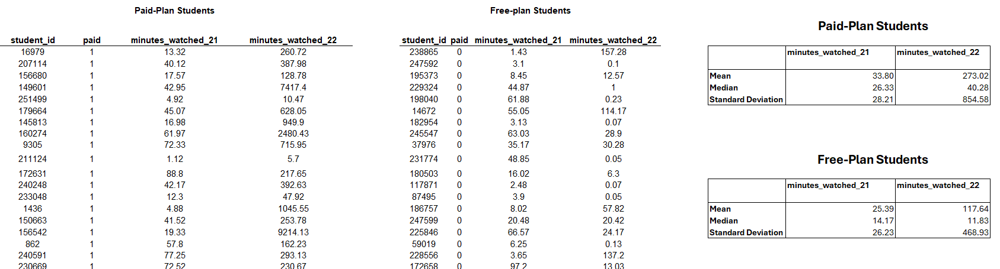 Paid-Plan Students
student_id paid minutes_watched_21 minutes_watched_22
16979 1 13.32 260.72
207114 1 40.12 387.98
156680 1 17.57 128.78
149601 1 42.95 7417.4
251499 1 4.92 10.47
179664 1 45.07 628.05
145813 1 16.98 949.9
160274 1 61.97 2480.43
9305 1 72.33 715.95
211124 1 1.12 5.7
172631 1 88.8 217.65
240248 1 42.17 392.63
233048 1 12.3 47.92
1436 1 4.88 1045.55
150663 1 41.52 253.78
156542 1 19.33 9214.13
862 1 57.8 162.23
240591 1 77.25 293.13
230669 1 72.52 230.67
Free-plan Students
student_id paid minutes_watched_21 minutes_watched_22
238865 0 1.43 157.28
247592 0 3.1 0.1
195373 0 8.45 12.57
229324 0 44.87 1
198040 0 61.88 0.23
14672 0 55.05 114.17
182954 0 3.13 0.07
245547 0 63.03 28.9
37976 0 35.17 30.28
231774 0 48.85 0.05
180503 0 16.02 6.3
117871 0 2.48 0.07
87495 0 3.9 0.05
186757 0 8.02 57.82
247599 0 20.48 20.42
225846 0 66.57 24.17
59019 0 6.25 0.13
228556 0 3.65 137.2
172658 0 97.2 13.03
Paid-Plan Students
minutes_watched_21 minutes_watched_22
Mean 33.80 273.02
Median 26.33 40.28
Standard Deviation 28.21 854.58
Free-Plan Students
minutes_watched_21 minutes_watched_22
Mean 25.39 117.64
Median 14.17 11.83
Standard Deviation 26.23 468.93